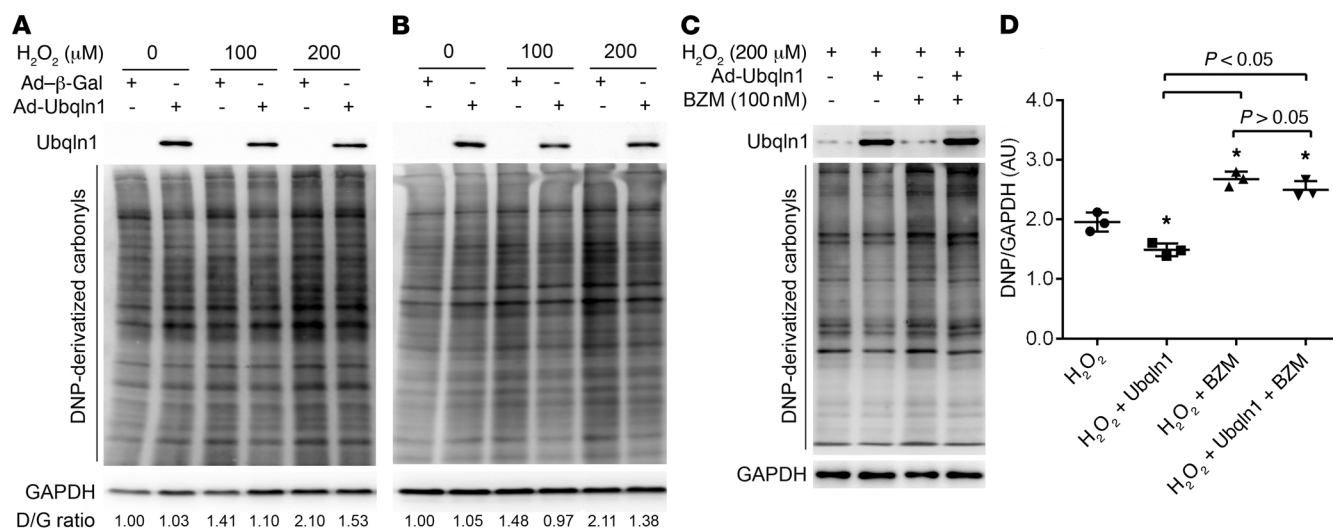 A
H₂O₂ (μM) 0 100 200
Ad–β-Gal + - + - + -
Ad-Ubqln1 - + - + - +
Ubqln1
DNP-derivatized carbonyls
GAPDH
D/G ratio 1.00 1.03 1.41 1.10 2.10 1.53
B
0 100 200
+ - + - + -
- + - + - +
1.00 1.05 1.48 0.97 2.11 1.38
C
H₂O₂ (200 μM) + + + +
Ad-Ubqln1 - + - +
BZM (100 nM) - - + +
Ubqln1
DNP-derivatized carbonyls
GAPDH
D
P < 0.05
P > 0.05
DNP/GAPDH (AU)
4.0
3.0
2.0
1.0
0.0
* * *
H₂O₂
H₂O₂ + Ubqln1
H₂O₂ + BZM
H₂O₂ + Ubqln1 + BZM